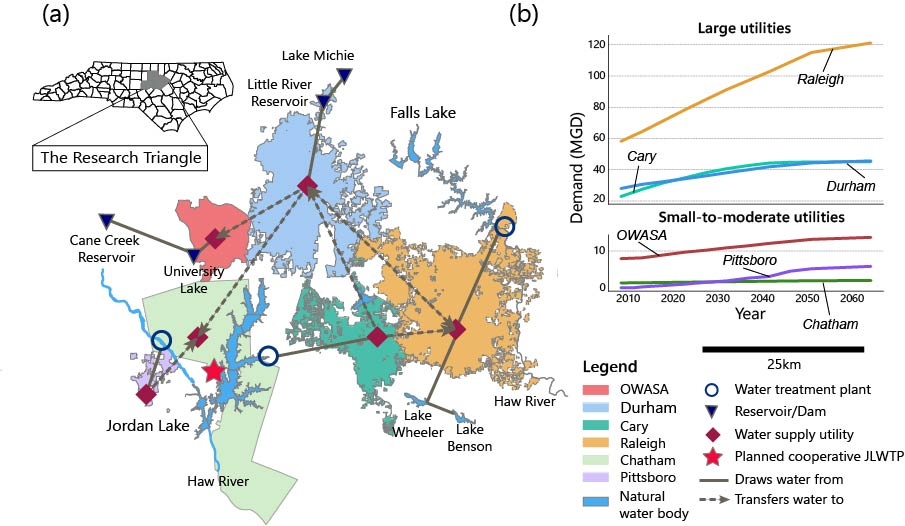 (a)
Lake Michie
Little River
Reservoir
Falls Lake
The Research Triangle
Cane Creek
Reservoir
University
Lake
Jordan Lake
Haw River
Lake
Wheeler
Lake
Benson
Haw River
(b)
Large utilities
120
100
80
60
40
20
Demand (MGD)
Raleigh
Cary
Durham
Small-to-moderate utilities
10
0
OWASA
Pittsboro
Chatham
2010 2020 2030 2040 2050 2060
Year
25km
Legend
OWASA
Durham
Cary
Raleigh
Chatham
Pittsboro
Natural
water body
Water treatment plant
Reservoir/Dam
Water supply utility
Planned cooperative JLWTP
Draws water from
Transfers water to